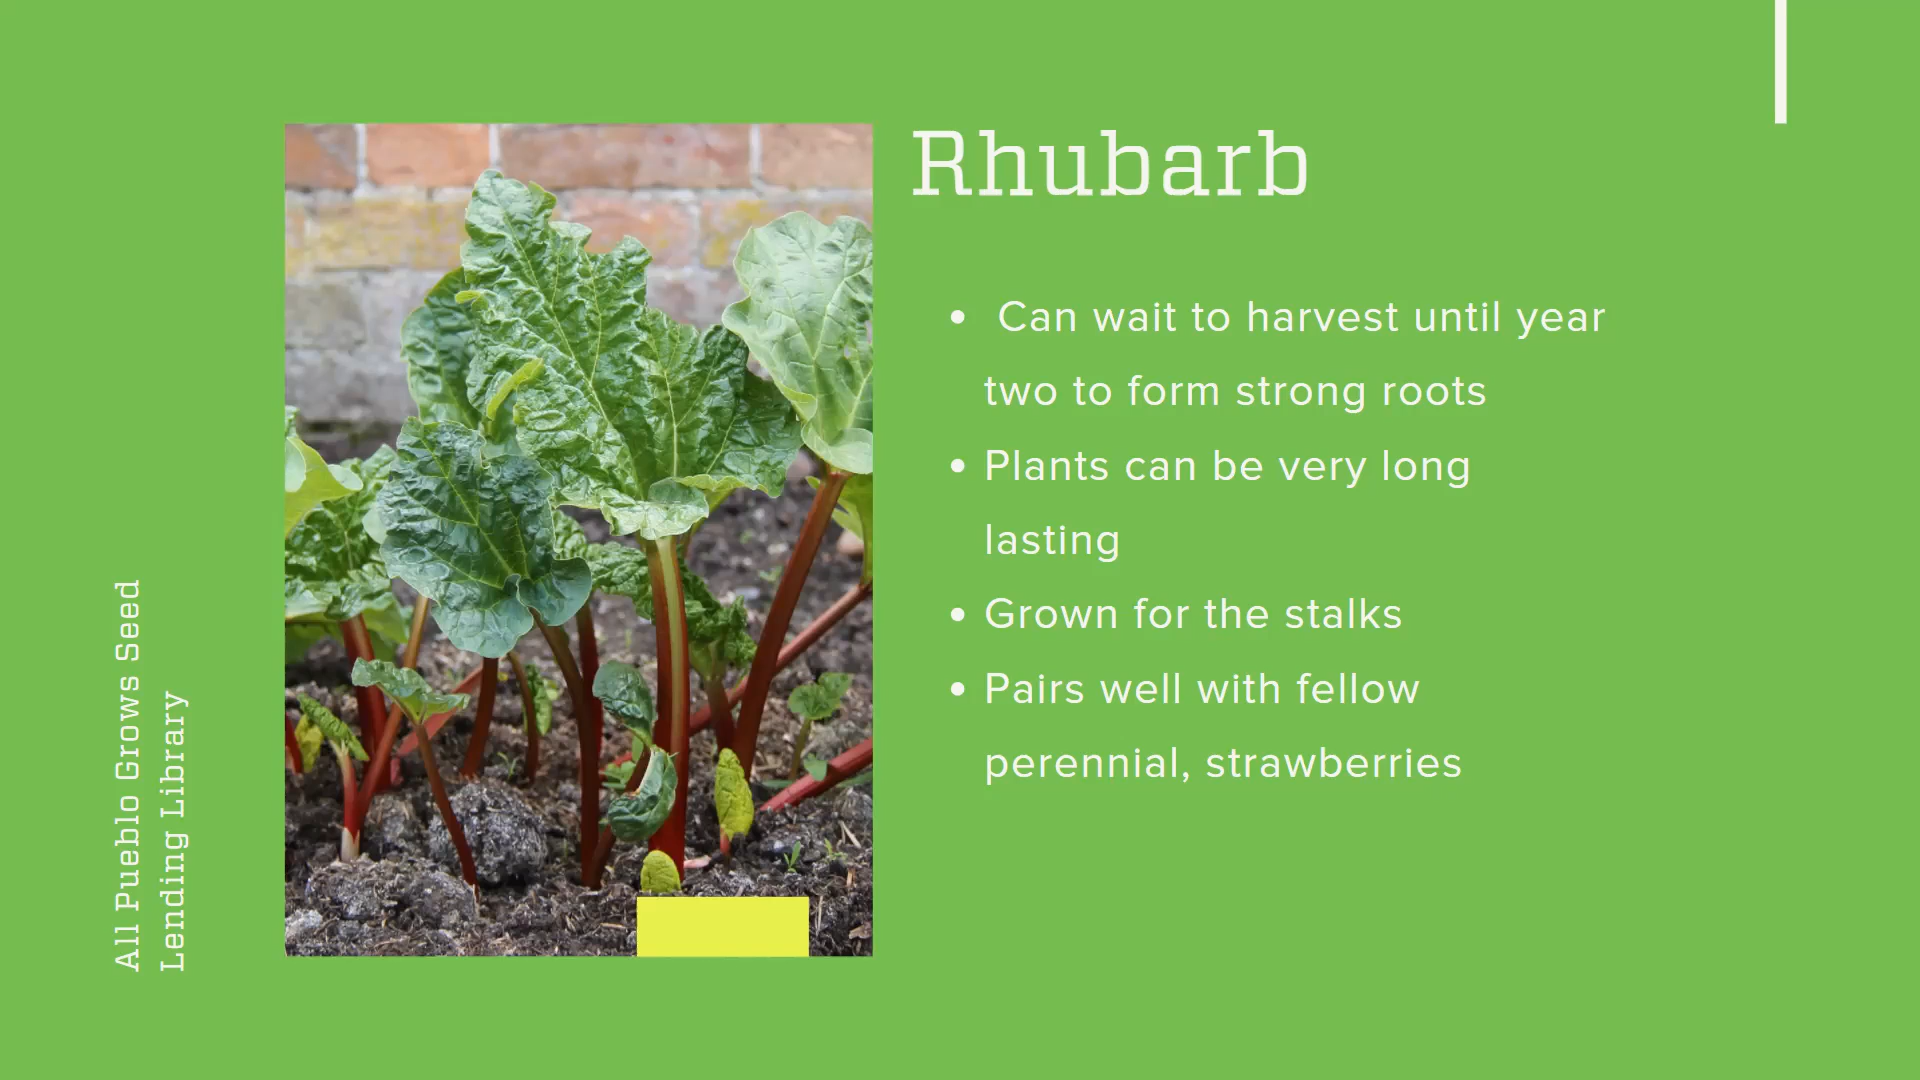 Rhubarb
• Can wait to harvest until year
two to form strong roots
• Plants can be very long
lasting
• Grown for the stalks
• Pairs well with fellow
perennial, strawberries
All Pueblo Grows Seed
Lending Library